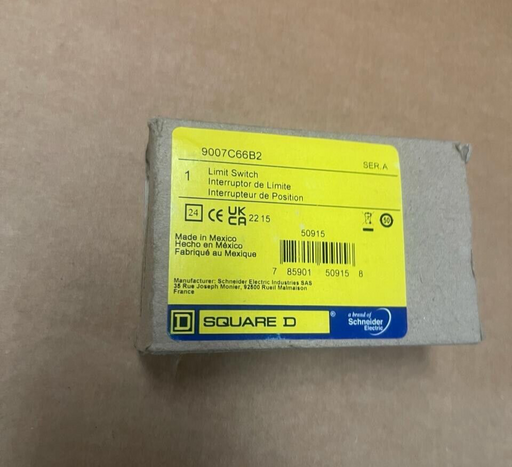 9007C66B2
SER. A
1
Limit Switch
Interruptor de Limite
Interrupteur de Position
24 CE UK CA 22 15
50
Made in Mexico
Hecho en México
Fabriqué au Mexique
50915
7 85901 50915 8
Manufacturer: Schneider Electric Industries SAS
35 Rue Joseph Monier, 92500 Rueil Malmaison
France
D SQUARE D ®
a brand of
Schneider
Electric